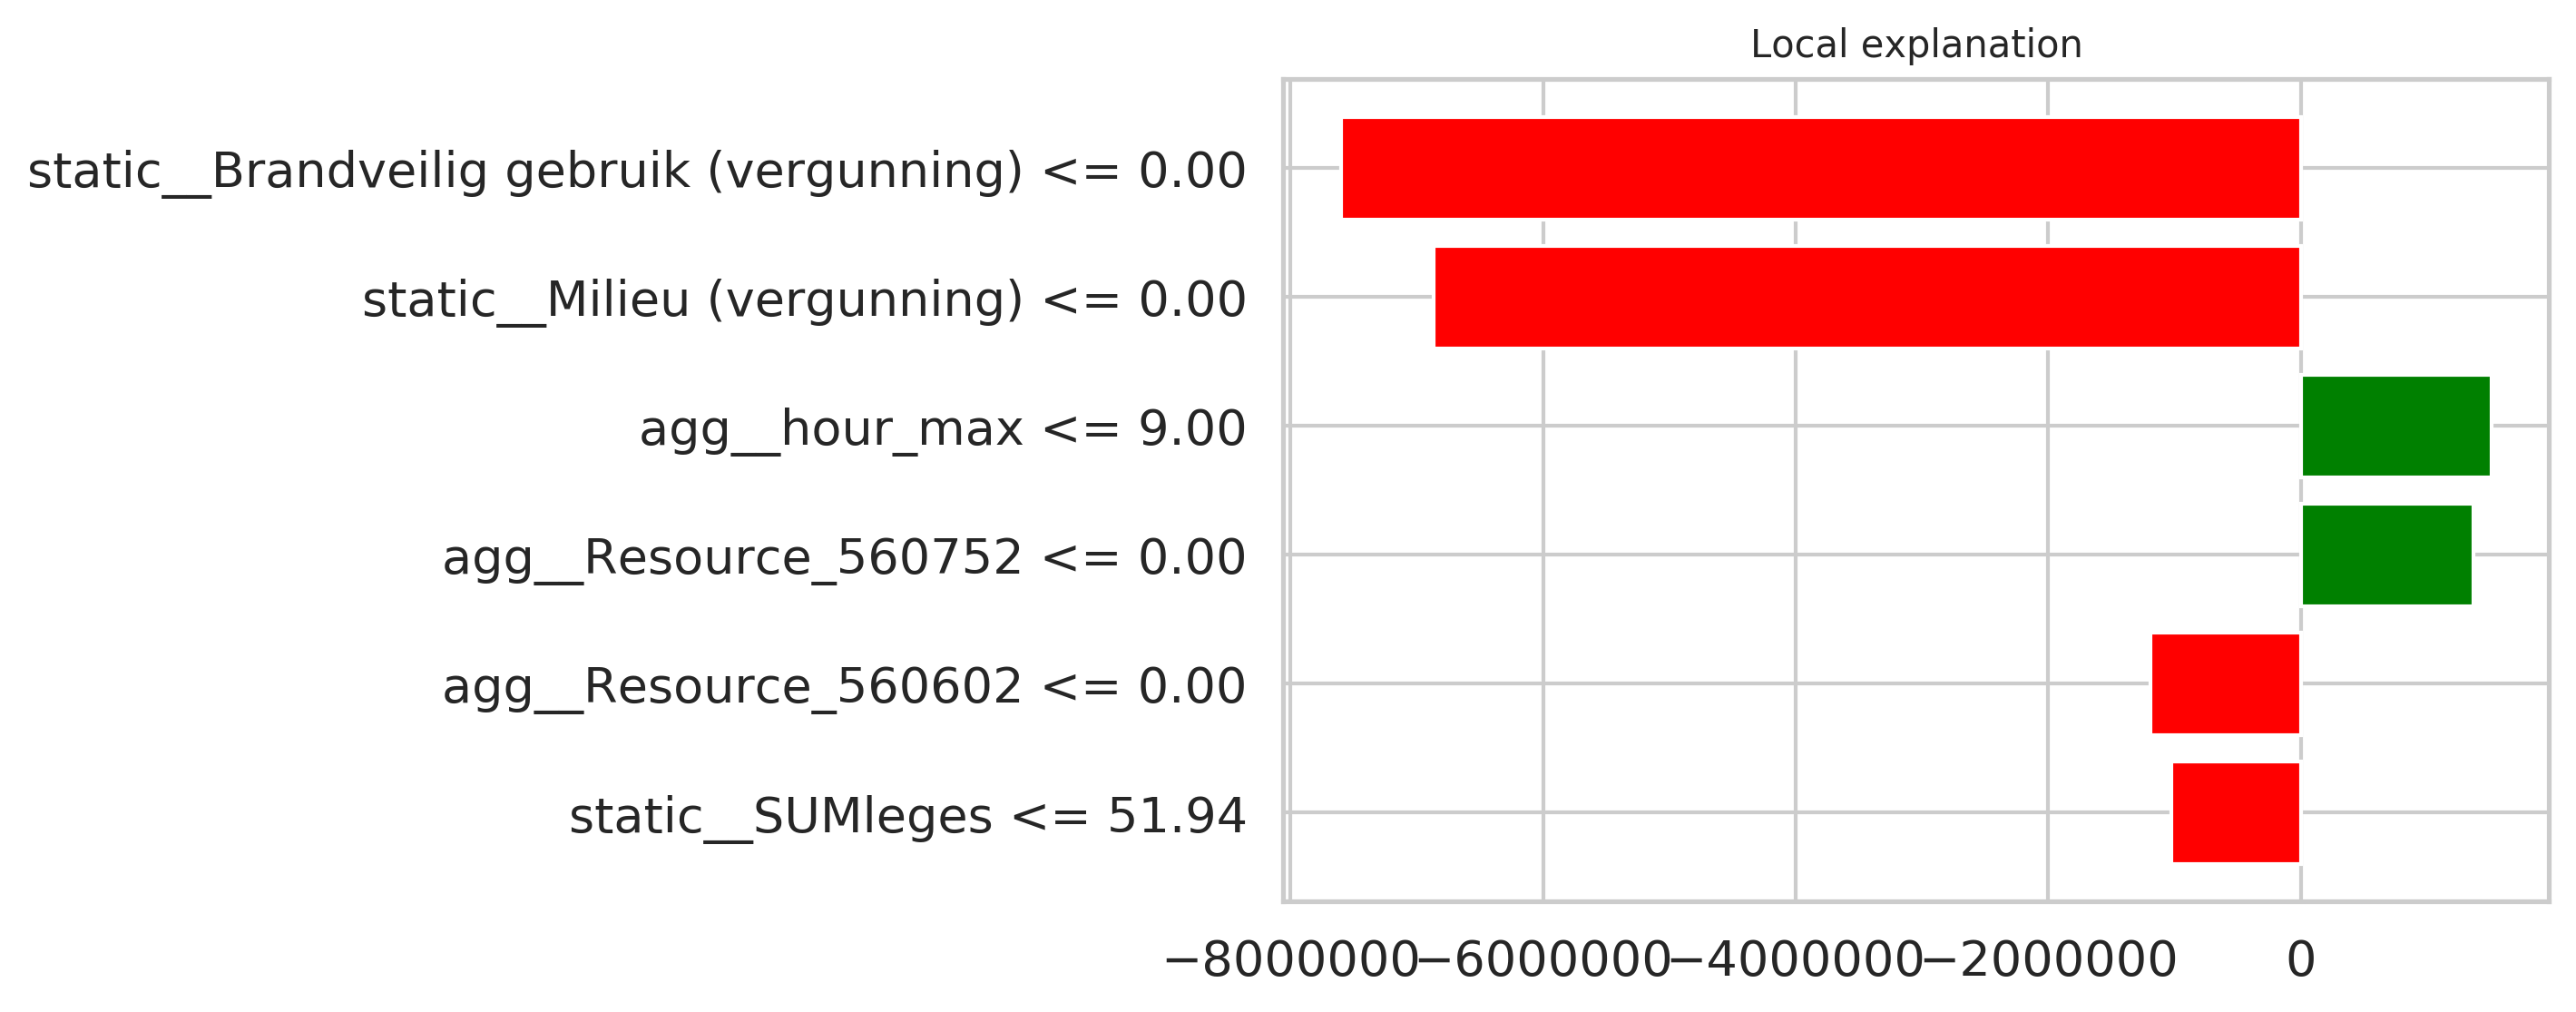 Local explanation
static__Brandveilig gebruik (vergunning) <= 0.00
static__Milieu (vergunning) <= 0.00
agg__hour_max <= 9.00
agg__Resource_560752 <= 0.00
agg__Resource_560602 <= 0.00
static__SUMleges <= 51.94
−8000000 −6000000 −4000000 −2000000 0